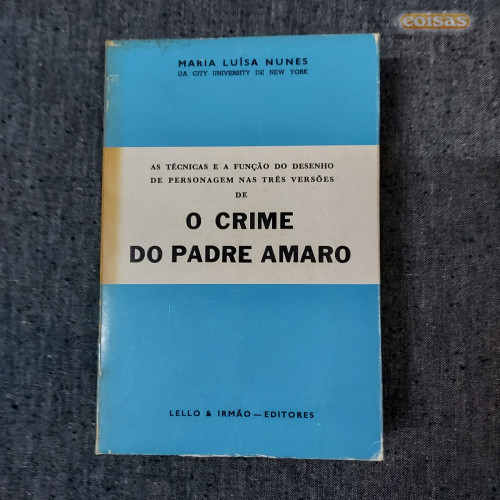 coisas
MARIA LUÍSA NUNES
DA CITY UNIVERSITY DE NEW YORK
AS TÉCNICAS E A FUNÇÃO DO DESENHO
DE PERSONAGEM NAS TRÊS VERSÕES
DE
O CRIME
DO PADRE AMARO
LELLO & IRMÃO — EDITORES